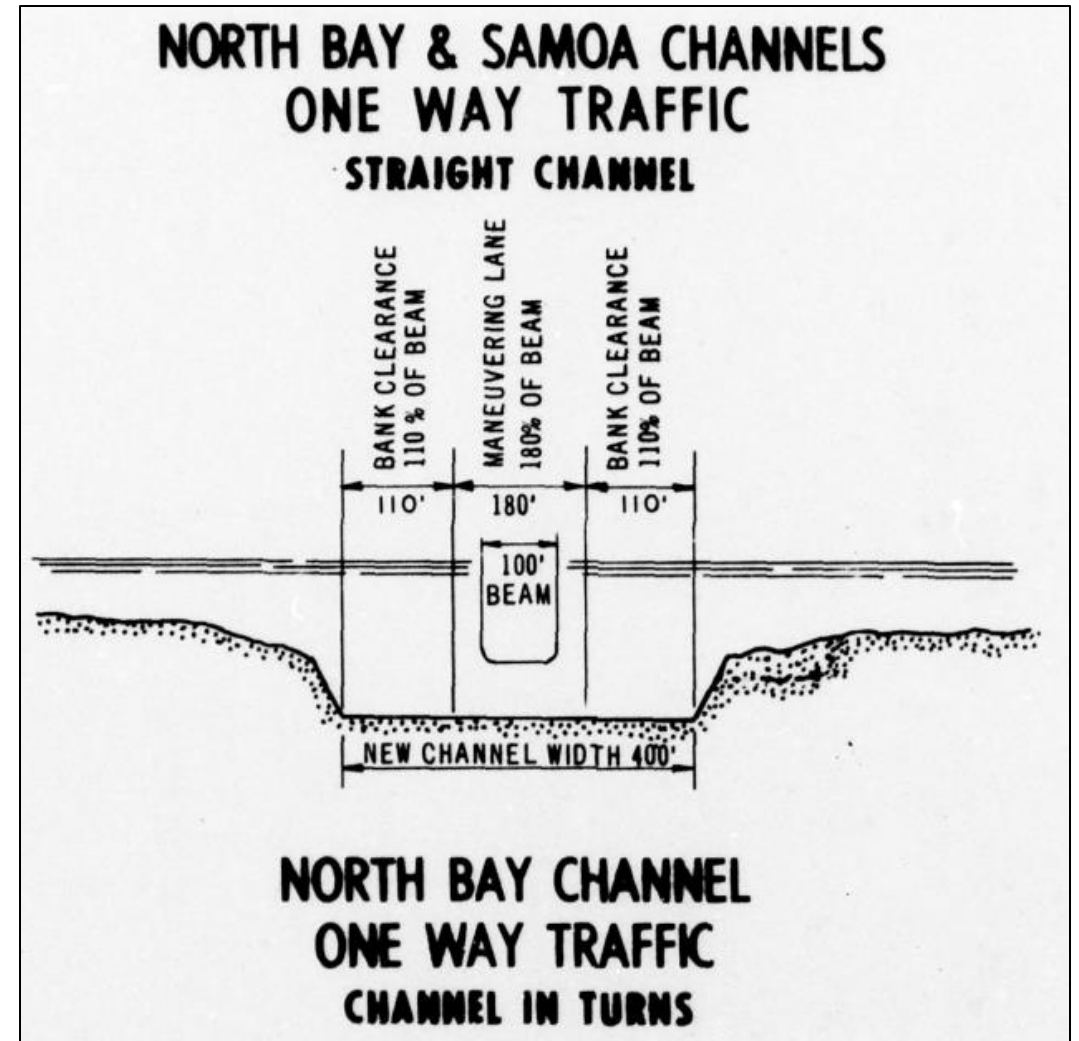 NORTH BAY & SAMOA CHANNELS
ONE WAY TRAFFIC
STRAIGHT CHANNEL
BANK CLEARANCE
110% OF BEAM
MANEUVERING LANE
180% OF BEAM
BANK CLEARANCE
110% OF BEAM
110'
180'
110'
100'
BEAM
NEW CHANNEL WIDTH 400'
NORTH BAY CHANNEL
ONE WAY TRAFFIC
CHANNEL IN TURNS